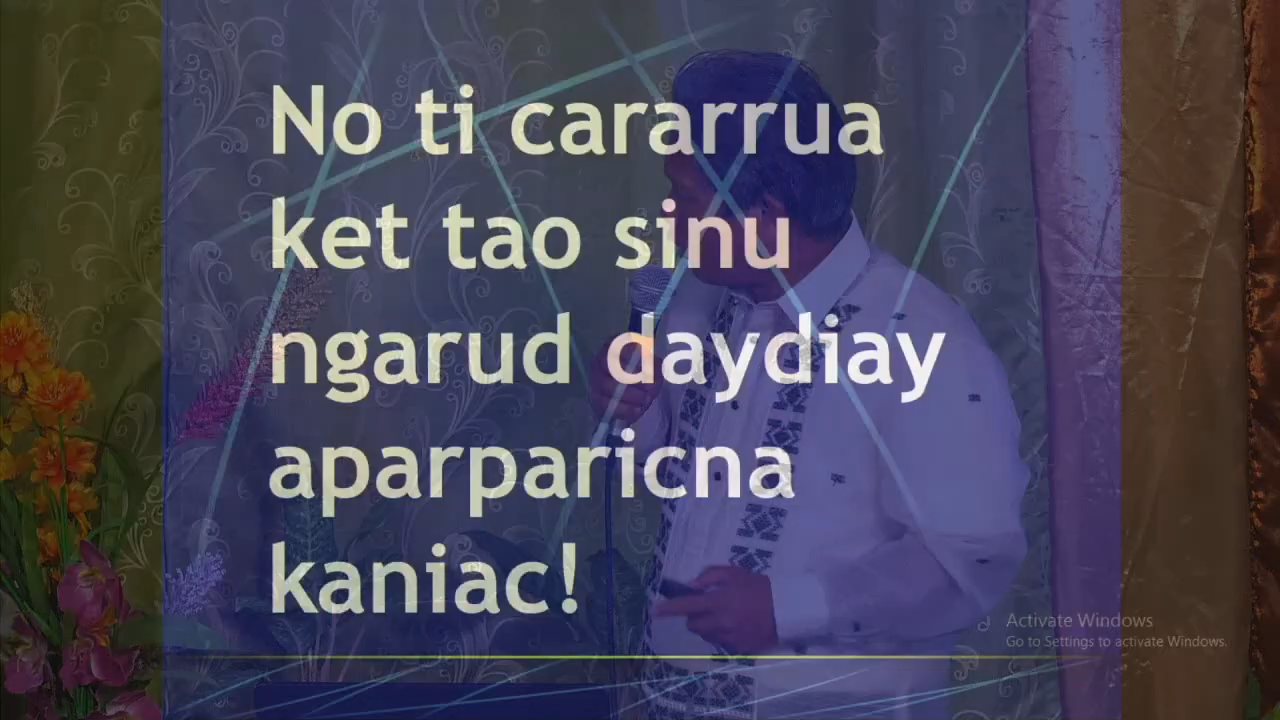 No ti cararrua
ket tao sinu
ngarud daydiay
aparparicna
kaniac!
Activate Windows
Go to Settings to activate Windows.